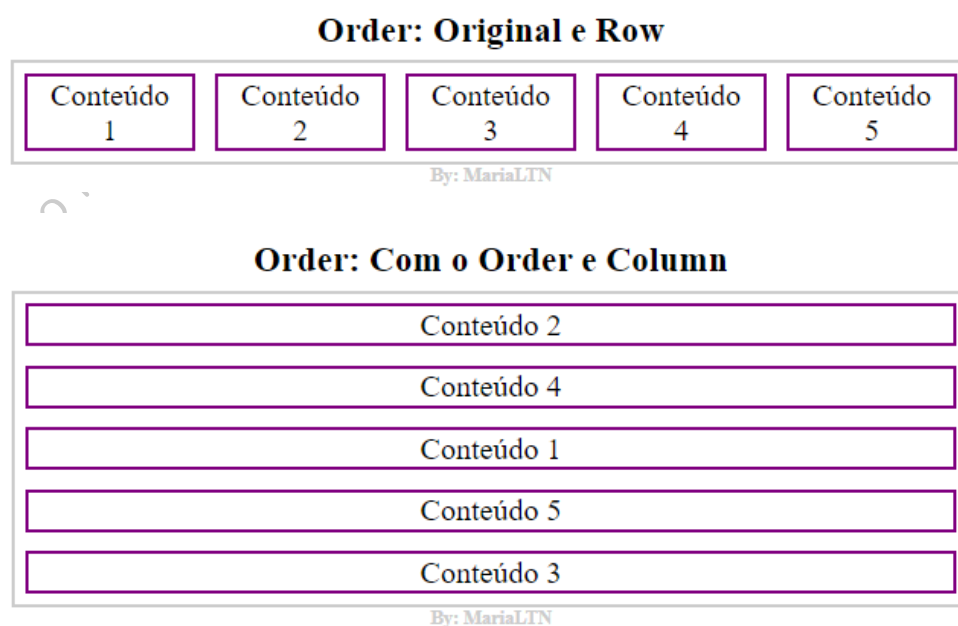 Order: Original e Row
Conteúdo Conteúdo Conteúdo Conteúdo Conteúdo
1 2 3 4 5
By: MariaLTN
Order: Com o Order e Column
Conteúdo 2
Conteúdo 4
Conteúdo 1
Conteúdo 5
Conteúdo 3
By: MariaLTN